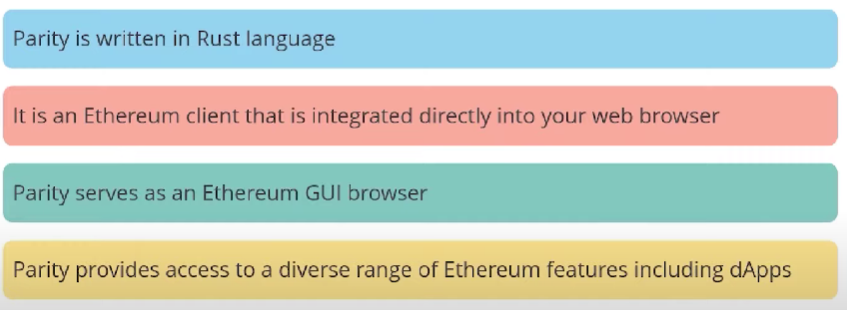 Parity is written in Rust language
It is an Ethereum client that is integrated directly into your web browser
Parity serves as an Ethereum GUI browser
Parity provides access to a diverse range of Ethereum features including dApps